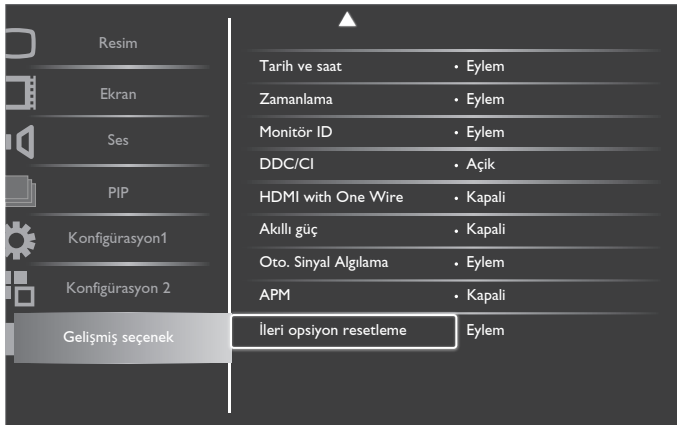 Resim
Ekran
Ses
PIP
Konfigürasyon1
Konfigürasyon 2
Gelişmiş seçenek
Tarih ve saat • Eylem
Zamanlama • Eylem
Monitör ID • Eylem
DDC/CI • Açik
HDMI with One Wire • Kapali
Akıllı güç • Kapali
Oto. Sinyal Algılama • Eylem
APM • Kapali
İleri opsiyon resetleme Eylem